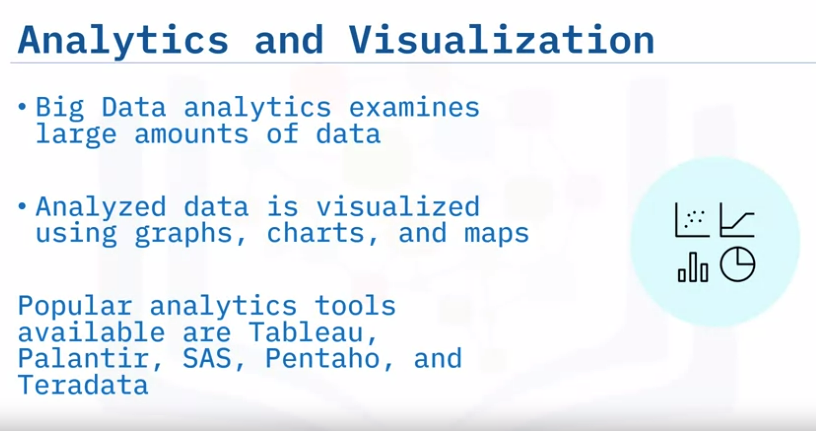 Analytics and Visualization
• Big Data analytics examines
large amounts of data
• Analyzed data is visualized
using graphs, charts, and maps
Popular analytics tools
available are Tableau,
Palantir, SAS, Pentaho, and
Teradata